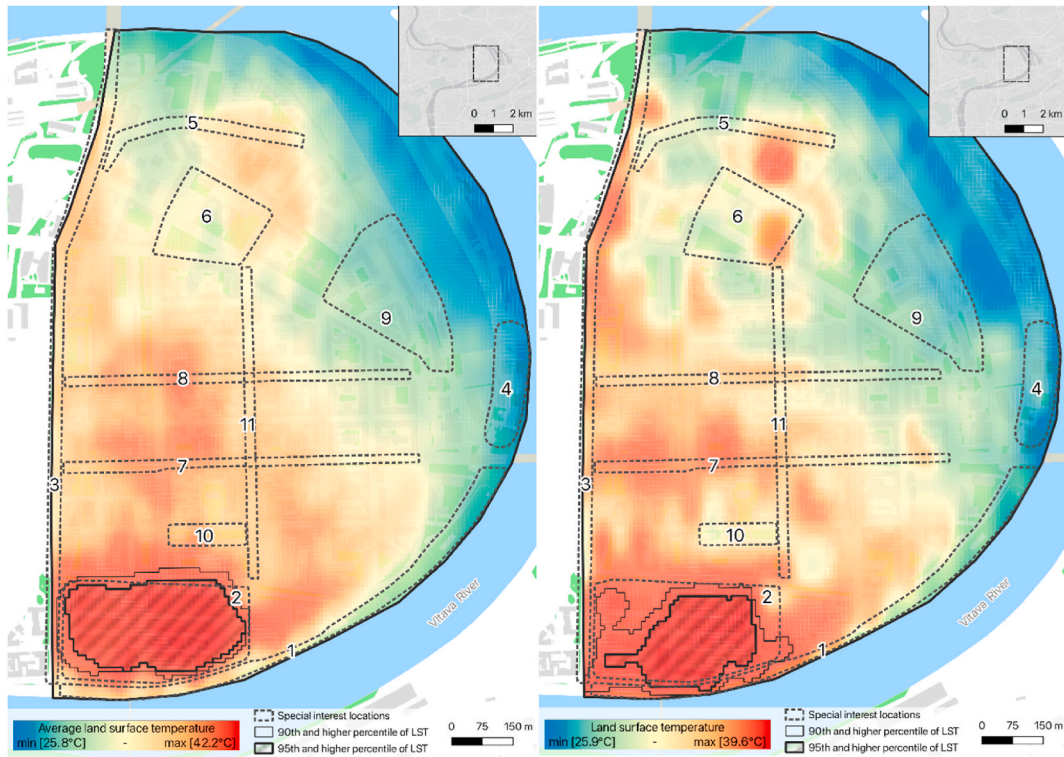 0 1 2 km
5
6
9
4
8
11
7
3
10
2
1
Vltava River
Average land surface temperature
min [25.8°C] - max [42.2°C]
Special interest locations
90th and higher percentile of LST
95th and higher percentile of LST
0 75 150 m
0 1 2 km
5
6
9
4
8
11
7
3
10
2
1
Vltava River
Land surface temperature
min [25.9°C] - max [39.6°C]
Special interest locations
90th and higher percentile of LST
95th and higher percentile of LST
0 75 150 m